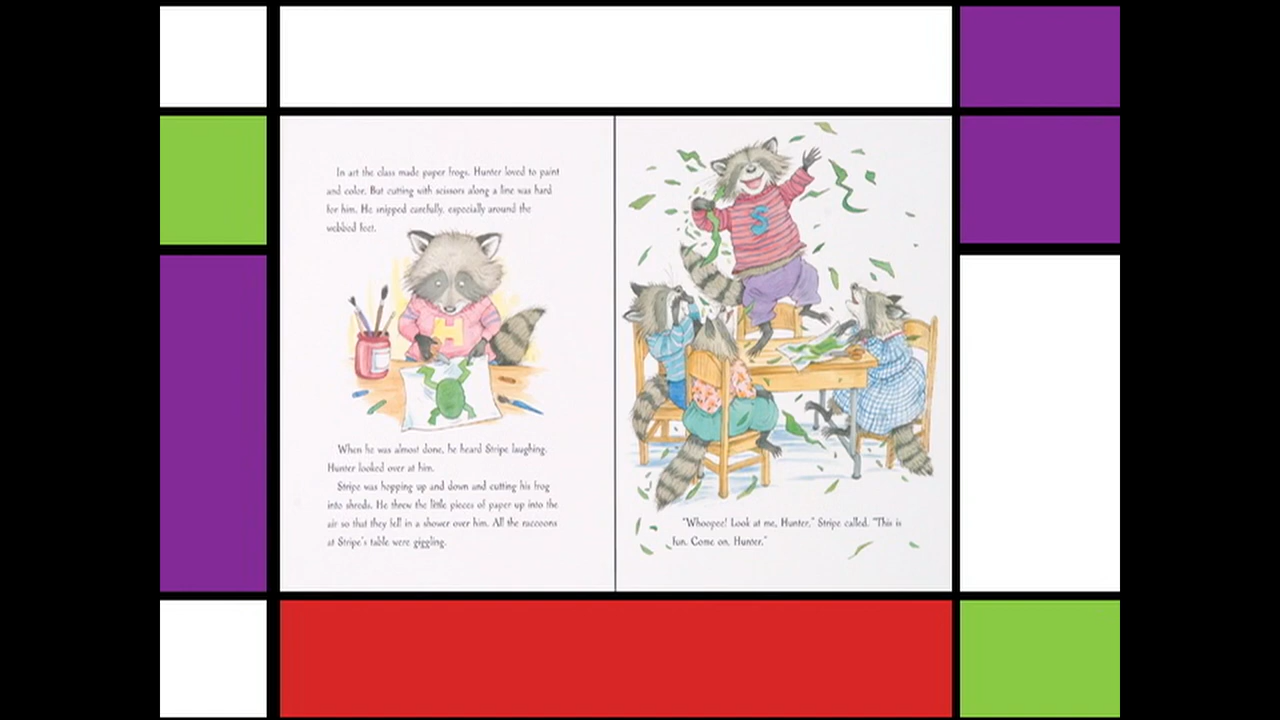 In art the class made paper frogs. Hunter loved to paint
and color. But cutting with scissors along a line was hard
for him. He snipped carefully, especially around the
webbed feet.
H
When he was almost done, he heard Stripe laughing.
Hunter looked over at him.
Stripe was hopping up and down and cutting his frog
into shreds. He threw the little pieces of paper up into the
air so that they fell in a shower over him. All the raccoons
at Stripe's table were giggling.
S
"Whoopee! Look at me, Hunter," Stripe called. "This is
fun. Come on, Hunter."